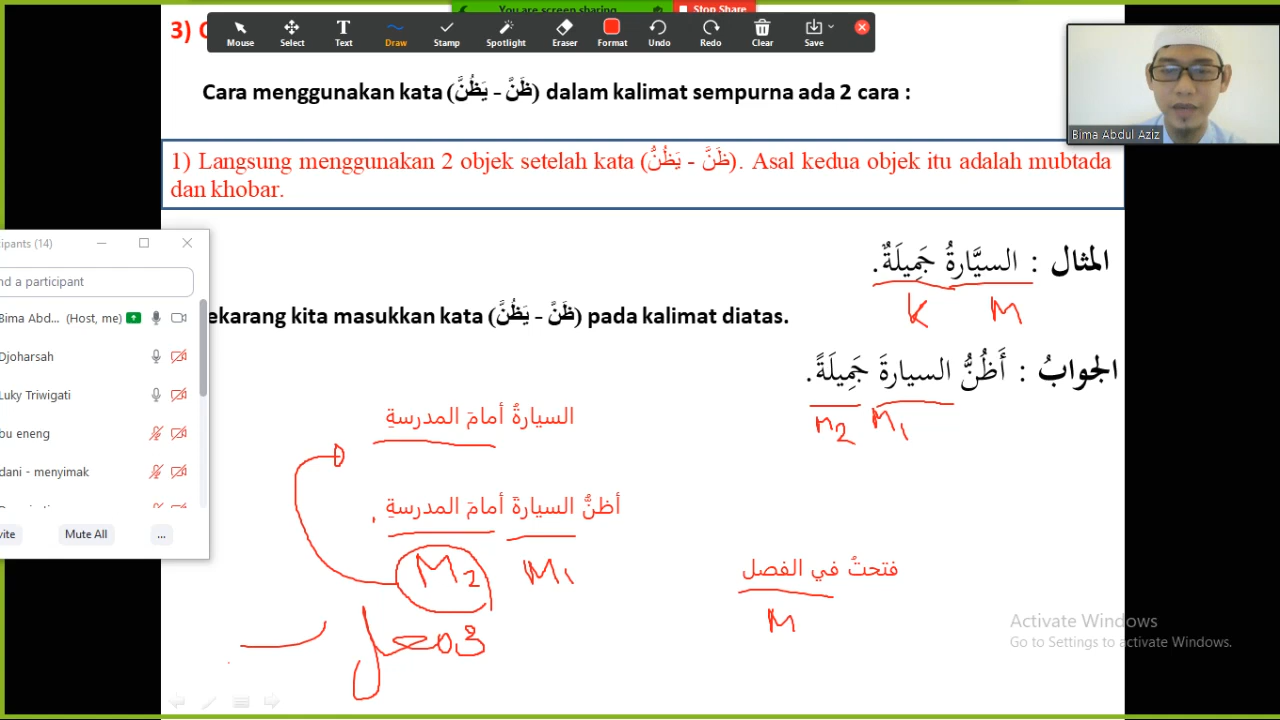 You are screen sharing Stop Share
Mouse Select Text Draw Stamp Spotlight Eraser Format Undo Redo Clear Save
3)
Cara menggunakan kata (ظَنَّ - يَظُنَّ) dalam kalimat sempurna ada 2 cara :
Bima Abdul Aziz
1) Langsung menggunakan 2 objek setelah kata (ظَنَّ - يَظُنُّ). Asal kedua objek itu adalah mubtada
dan khobar.
cipants (14)
nd a participant
Bima Abd... (Host, me)
Djoharsah
Luky Triwigati
bu eneng
dani - menyimak
vite Mute All ...
المثال : السيَّارةُ جَمِيلَةٌ.
K M
ekarang kita masukkan kata (ظَنَّ - يَظُنَّ) pada kalimat diatas.
الجوابُ : أَظُنُّ السيارةَ جَمِيلَةً.
M2 M1
السيارةُ أمامَ المدرسةِ
أظنُّ السيارةَ أمامَ المدرسةِ
M2 M1
فتحتُ في الفصل
M
Activate Windows
Go to Settings to activate Windows.